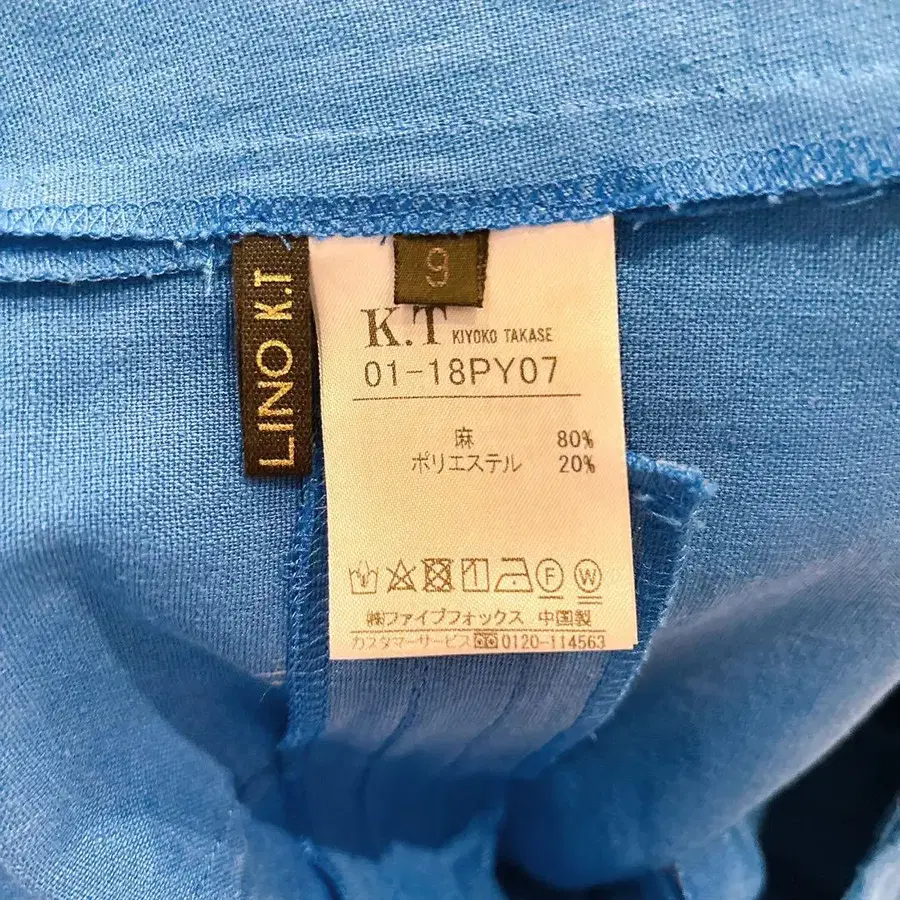 LINO K.T
9
K.T KIYOKO TAKASE
01-18PY07
麻 80%
ポリエステル 20%
F W
㈱ファイブフォックス 中国製
カスタマーサービス 0120-114563